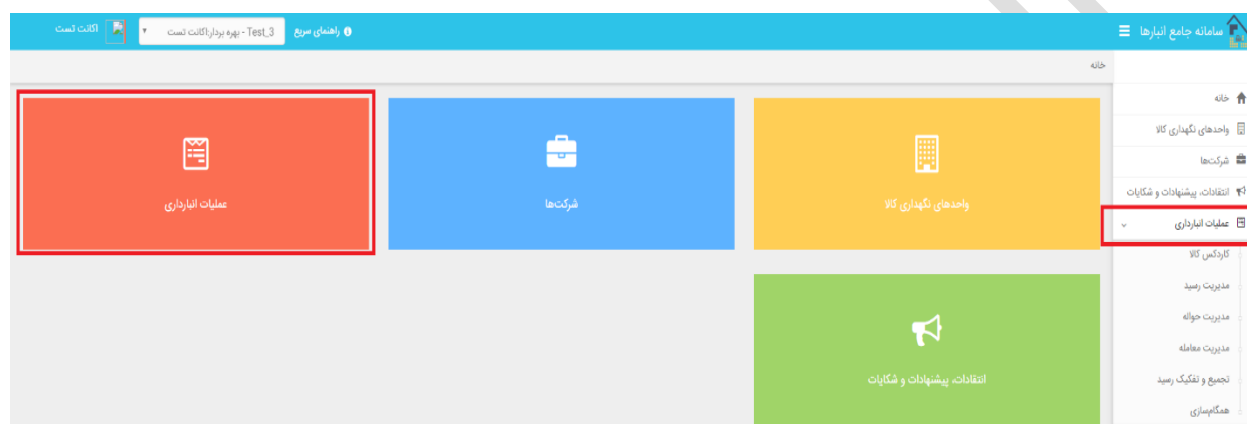 سامانه جامع انبارها
راهنمای سریع
Test_3 - بهره بردار:اکانت تست
اکانت تست
خانه
خانه
واحدهای نگهداری کالا
شرکت‌ها
انتقادات، پیشنهادات و شکایات
عملیات انبارداری
کاردکس کالا
مدیریت رسید
مدیریت حواله
مدیریت معامله
تجمیع و تفکیک رسید
همگام‌سازی
واحدهای نگهداری کالا
شرکت‌ها
عملیات انبارداری
انتقادات، پیشنهادات و شکایات